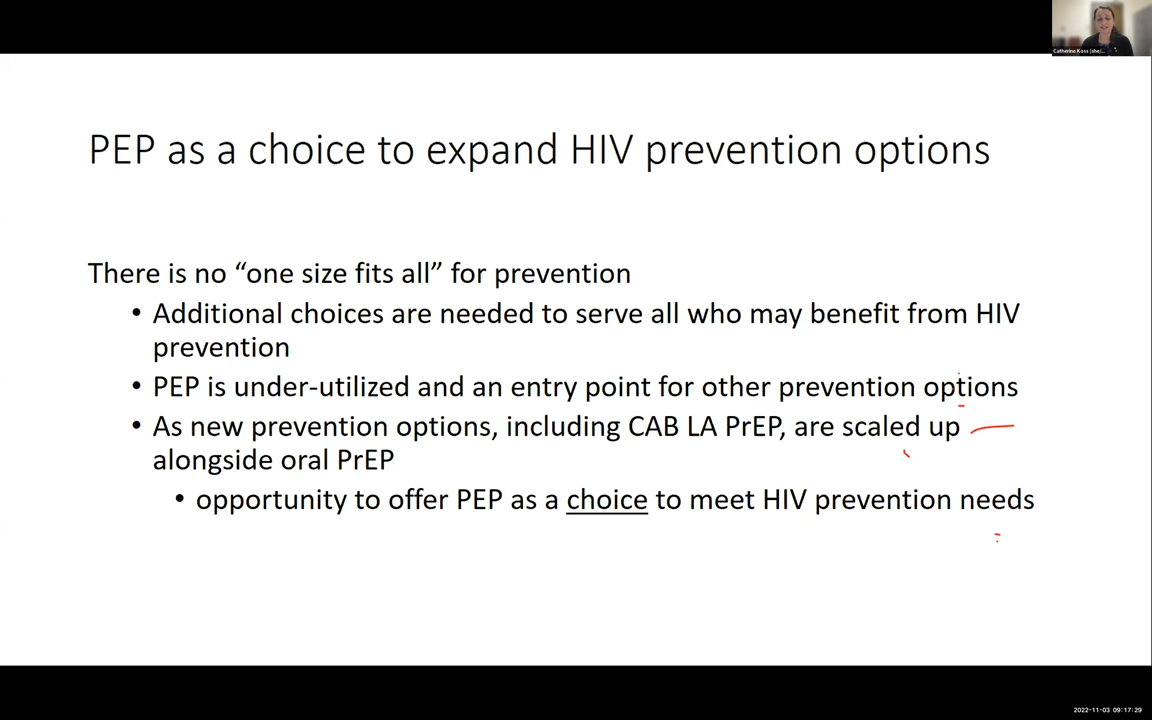 Catherine Koss (she/...
PEP as a choice to expand HIV prevention options
There is no “one size fits all” for prevention
• Additional choices are needed to serve all who may benefit from HIV
prevention
• PEP is under-utilized and an entry point for other prevention options
• As new prevention options, including CAB LA PrEP, are scaled up
alongside oral PrEP
• opportunity to offer PEP as a choice to meet HIV prevention needs
2022-11-03 09:17:29